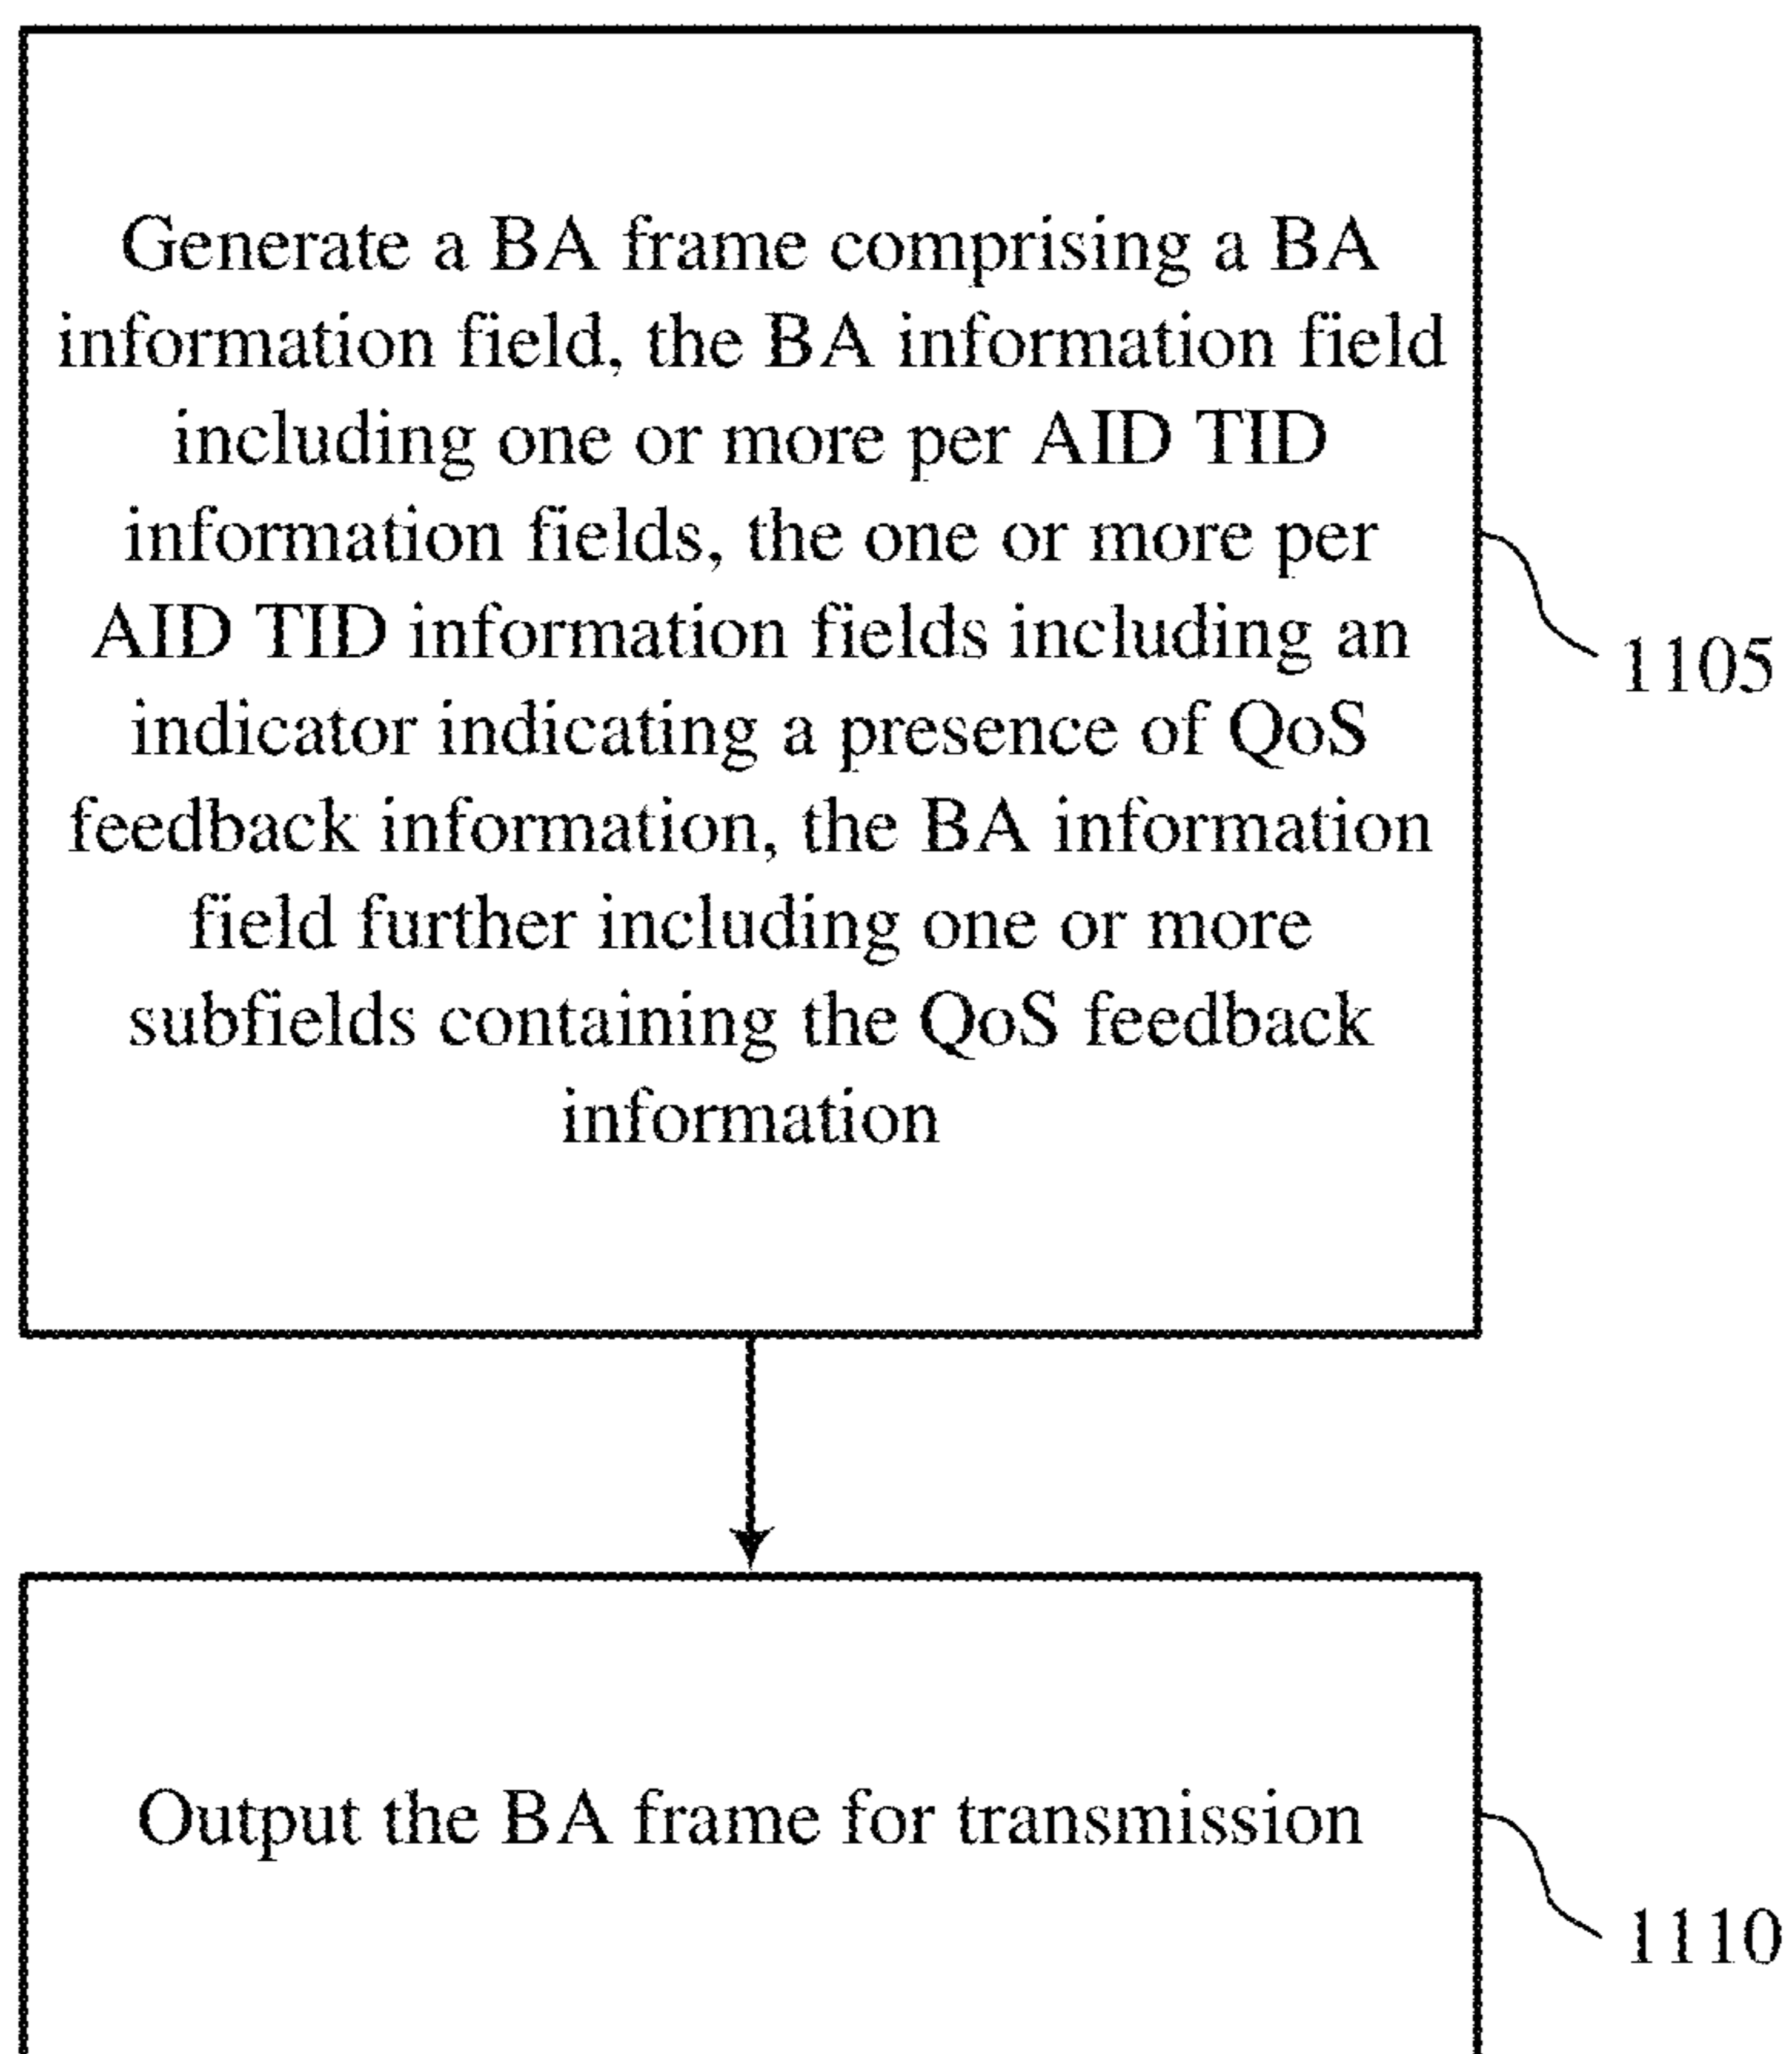 Generate a BA frame comprising a BA
information field, the BA information field
including one or more per AID TID
information fields, the one or more per
AID TID information fields including an
indicator indicating a presence of QoS
feedback information, the BA information
field further including one or more
subfields containing the QoS feedback
information
1105
Output the BA frame for transmission
1110